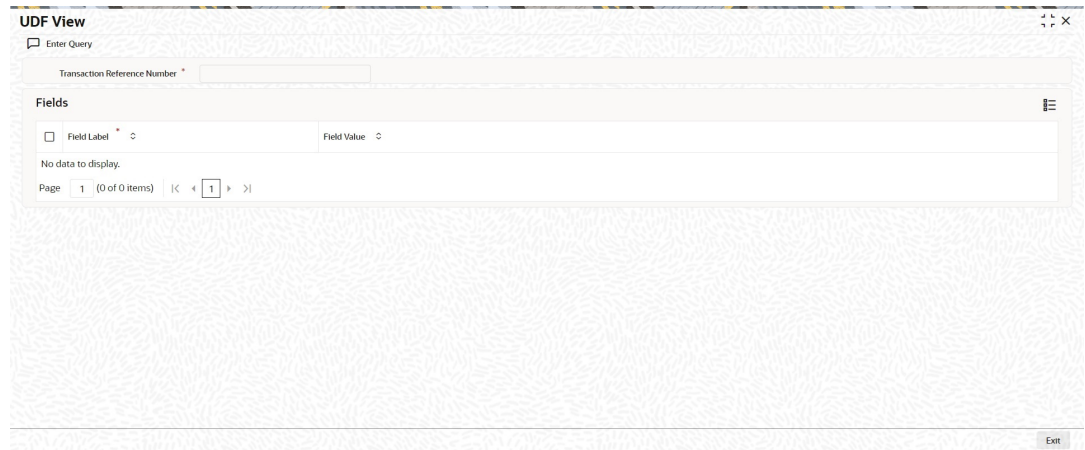 UDF View
Enter Query
Transaction Reference Number *
Fields
Field Label * Field Value
No data to display.
Page 1 (0 of 0 items) 1
Exit